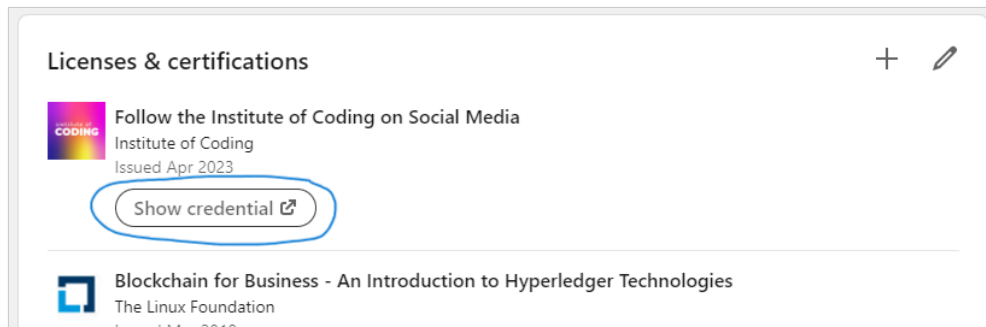 Licenses & certifications
institute of
CODING
Follow the Institute of Coding on Social Media
Institute of Coding
Issued Apr 2023
Show credential
Blockchain for Business - An Introduction to Hyperledger Technologies
The Linux Foundation